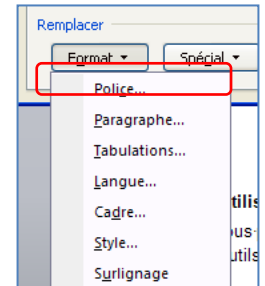 Remplacer
Format Spécial
Police...
Paragraphe...
Tabulations...
Langue...
Cadre...
Style...
Surlignage